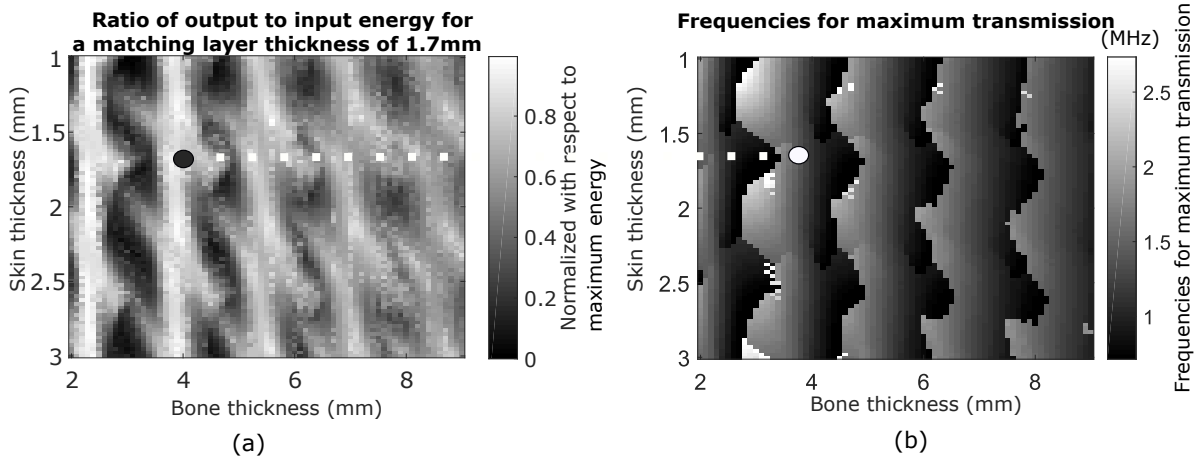 Ratio of output to input energy for
a matching layer thickness of 1.7mm
1
1.5
2
2.5
3
Skin thickness (mm)
2
4
6
8
Bone thickness (mm)
0.8
0.6
0.4
0.2
0
Normalized with respect to
maximum energy
(a)
Frequencies for maximum transmission
(MHz)
1
1.5
2
2.5
3
Skin thickness (mm)
2
4
6
8
Bone thickness (mm)
2.5
2
1.5
1
Frequencies for maximum transmission
(b)